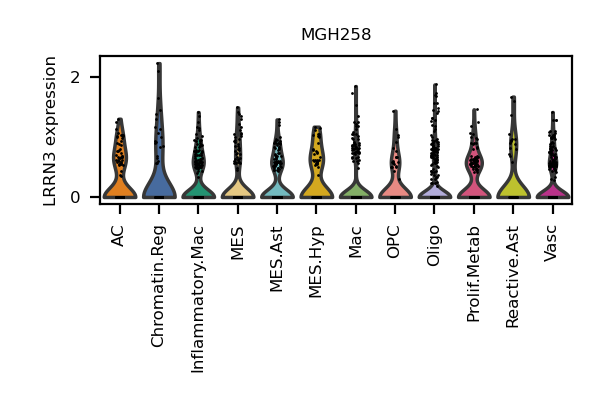 MGH258
LRRN3 expression
2
0
AC
Chromatin.Reg
Inflammatory.Mac
MES
MES.Ast
MES.Hyp
Mac
OPC
Oligo
Prolif.Metab
Reactive.Ast
Vasc